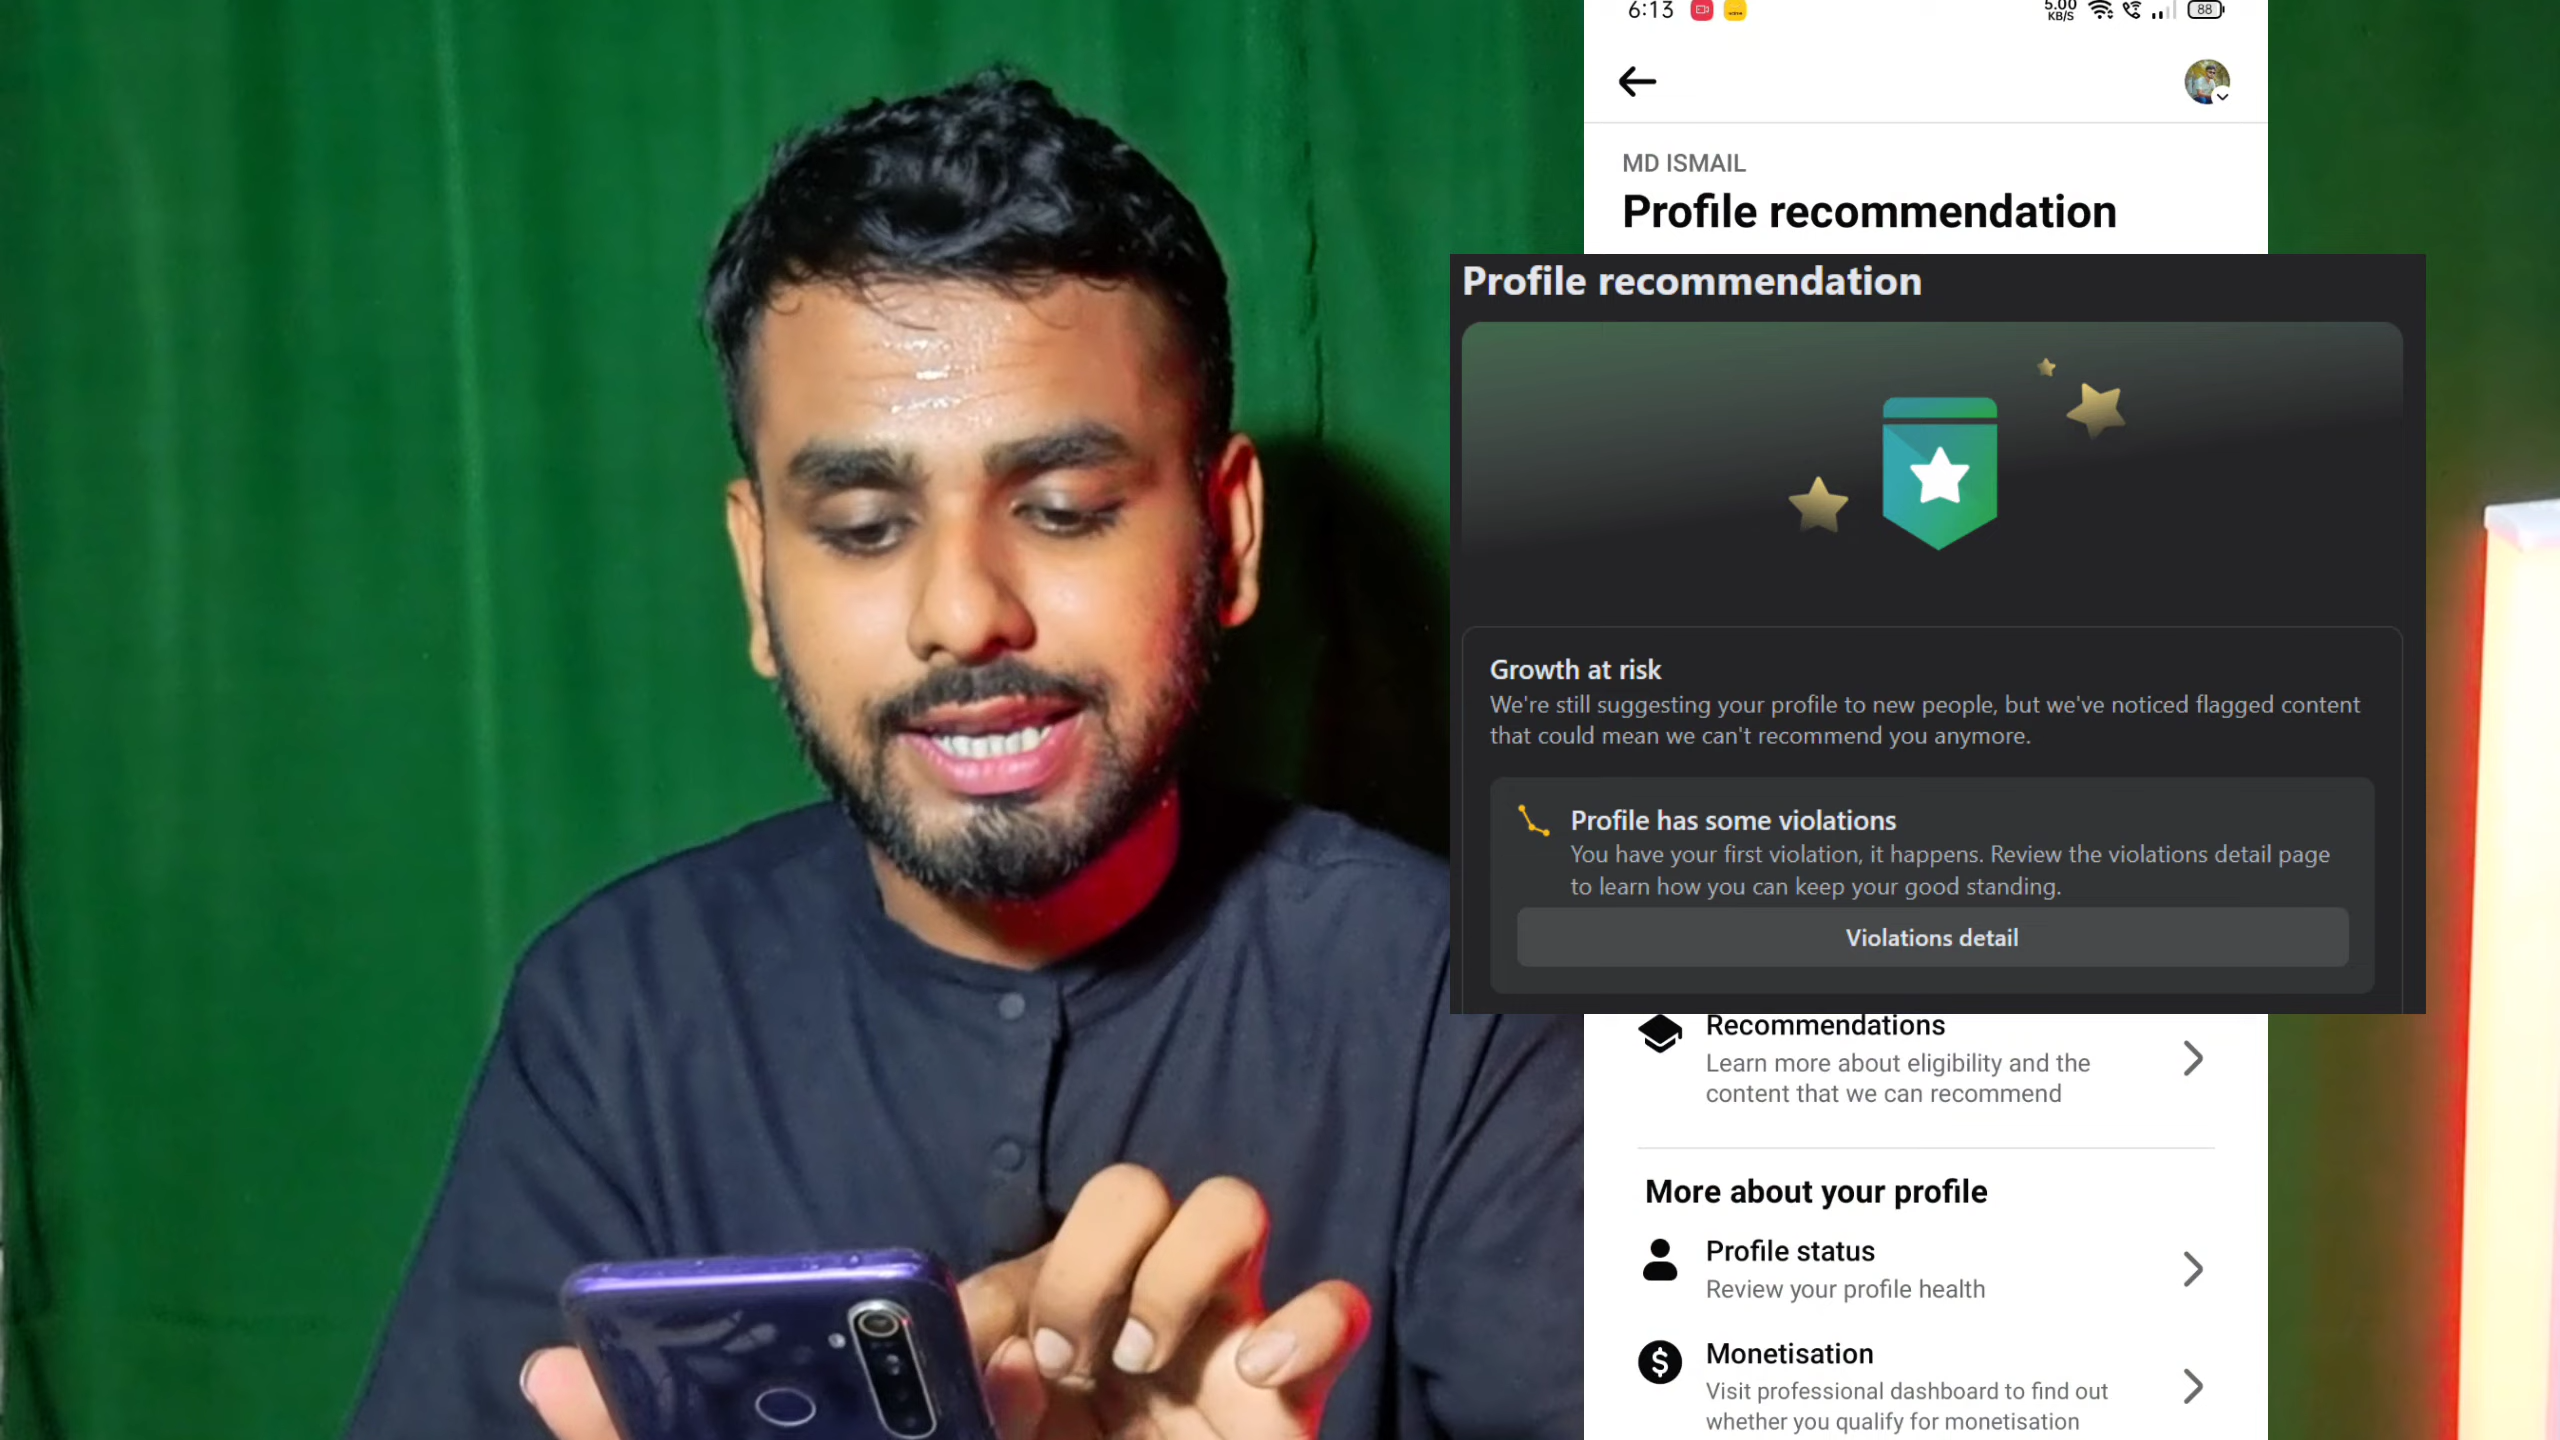 6:13
5.00
KB/S
88
MD ISMAIL
Profile recommendation
Profile recommendation
Growth at risk
We're still suggesting your profile to new people, but we've noticed flagged content
that could mean we can't recommend you anymore.
Profile has some violations
You have your first violation, it happens. Review the violations detail page
to learn how you can keep your good standing.
Violations detail
Recommendations
Learn more about eligibility and the
content that we can recommend
More about your profile
Profile status
Review your profile health
Monetisation
Visit professional dashboard to find out
whether you qualify for monetisation